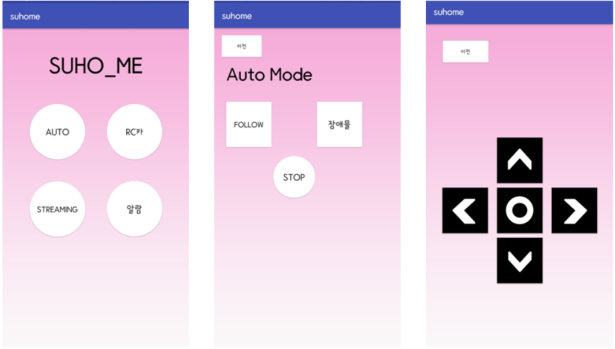 suhome
SUHO_ME
AUTO
RC카
STREAMING
알람
suhome
이전
Auto Mode
FOLLOW
장애물
STOP
suhome
이전